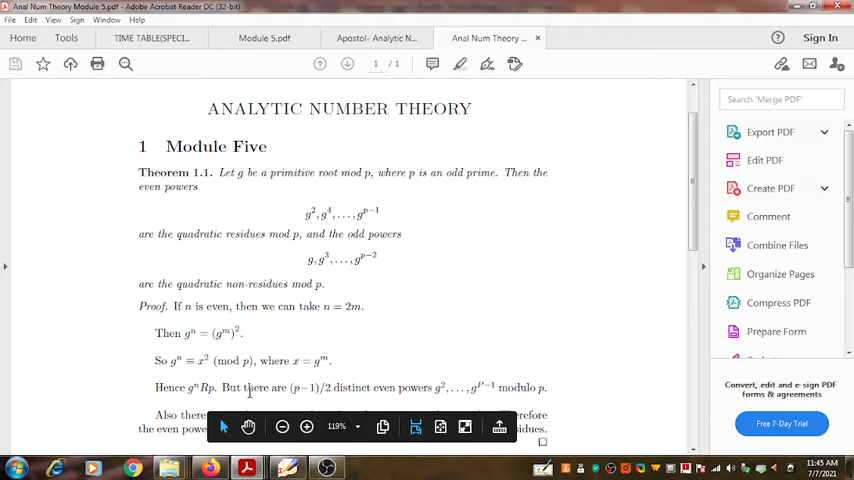 Anal Num Theory Module 5.pdf - Adobe Acrobat Reader DC (32-bit)
File Edit View Sign Window Help
Home Tools TIME TABLE(SPECI... Module 5.pdf Apostol- Analytic N... Anal Num Theory ... × ? Sign In
1 / 1
ANALYTIC NUMBER THEORY
1 Module Five
Theorem 1.1. Let g be a primitive root mod p, where p is an odd prime. Then the
even powers
g², g⁴, . . . , gᵖ⁻¹
are the quadratic residues mod p, and the odd powers
g, g³, . . . , gᵖ⁻²
are the quadratic non-residues mod p.
Proof. If n is even, then we can take n = 2m.
Then gⁿ = (gᵐ)².
So gⁿ ≡ x² (mod p), where x = gᵐ.
Hence gⁿRp. But there are (p−1)/2 distinct even powers g², . . . , gᴾ⁻¹ modulo p.
Also there
Therefore
the even pow
residues.
119%
Search 'Merge PDF'
Export PDF
Edit PDF
Create PDF
Comment
Combine Files
Organize Pages
Compress PDF
Prepare Form
Convert, edit and e-sign PDF
forms & agreements
Free 7-Day Trial
11:45 AM
7/7/2021